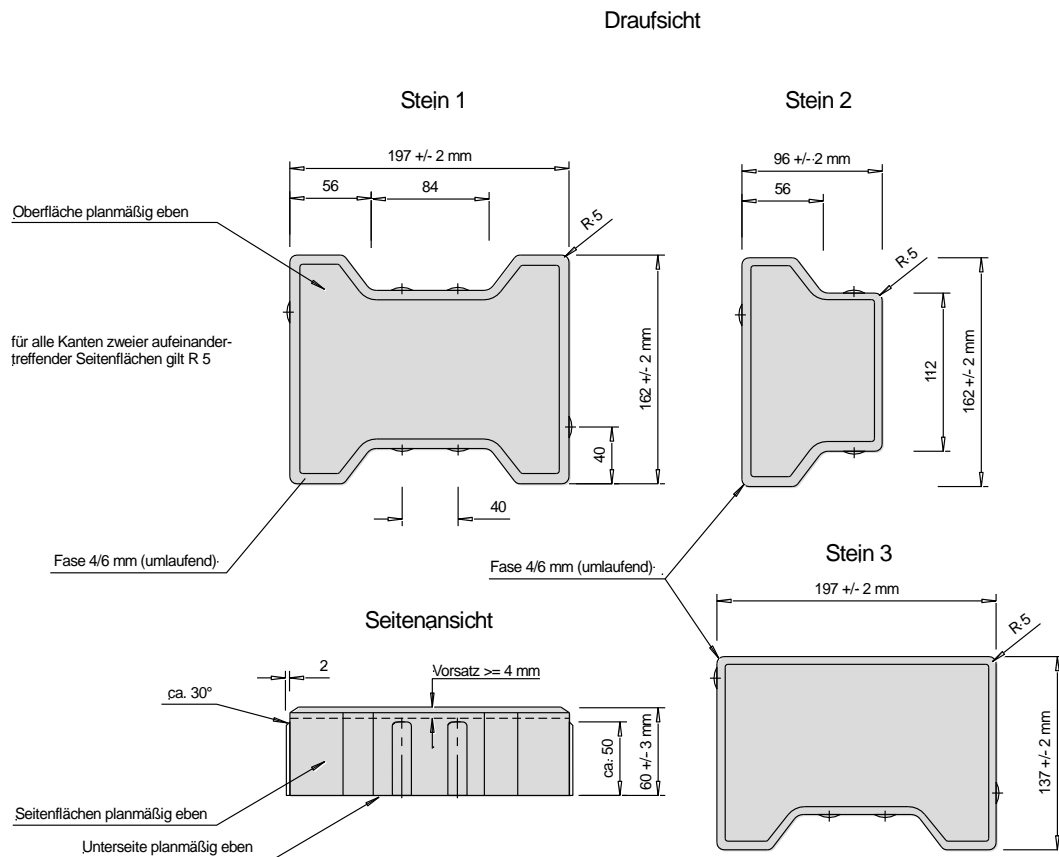 Draufsicht
Stein 1
Stein 2
197 +/- 2 mm
96 +/- 2 mm
56
84
56
Oberfläche planmäßig eben
R 5
R 5
für alle Kanten zweier aufeinander-
treffender Seitenflächen gilt R 5
162 +/- 2 mm
112
162 +/- 2 mm
40
40
Fase 4/6 mm (umlaufend)
Fase 4/6 mm (umlaufend)
Stein 3
197 +/- 2 mm
Seitenansicht
R 5
2
Vorsatz >= 4 mm
ca. 30°
ca. 50
60 +/- 3 mm
137 +/- 2 mm
Seitenflächen planmäßig eben
Unterseite planmäßig eben